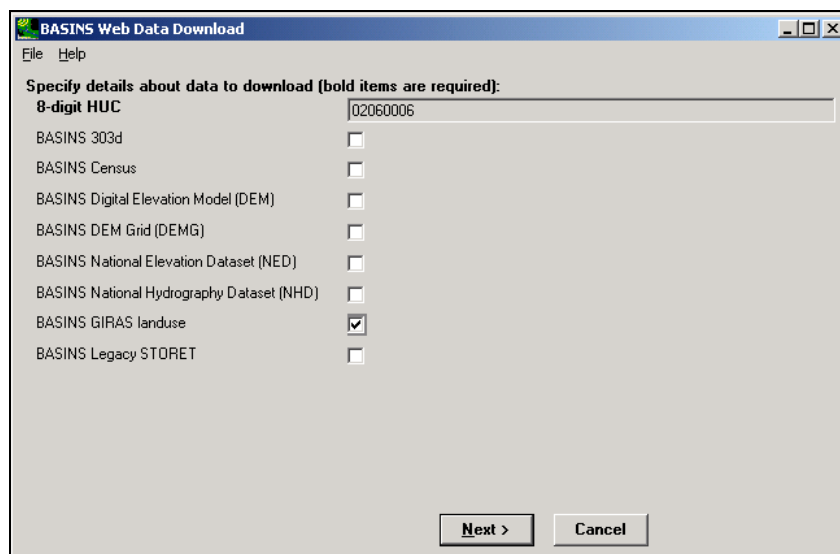 BASINS Web Data Download
File Help
Specify details about data to download (bold items are required):
8-digit HUC 02060006
BASINS 303d
BASINS Census
BASINS Digital Elevation Model (DEM)
BASINS DEM Grid (DEMG)
BASINS National Elevation Dataset (NED)
BASINS National Hydrography Dataset (NHD)
BASINS GIRAS landuse
BASINS Legacy STORET
Next > Cancel